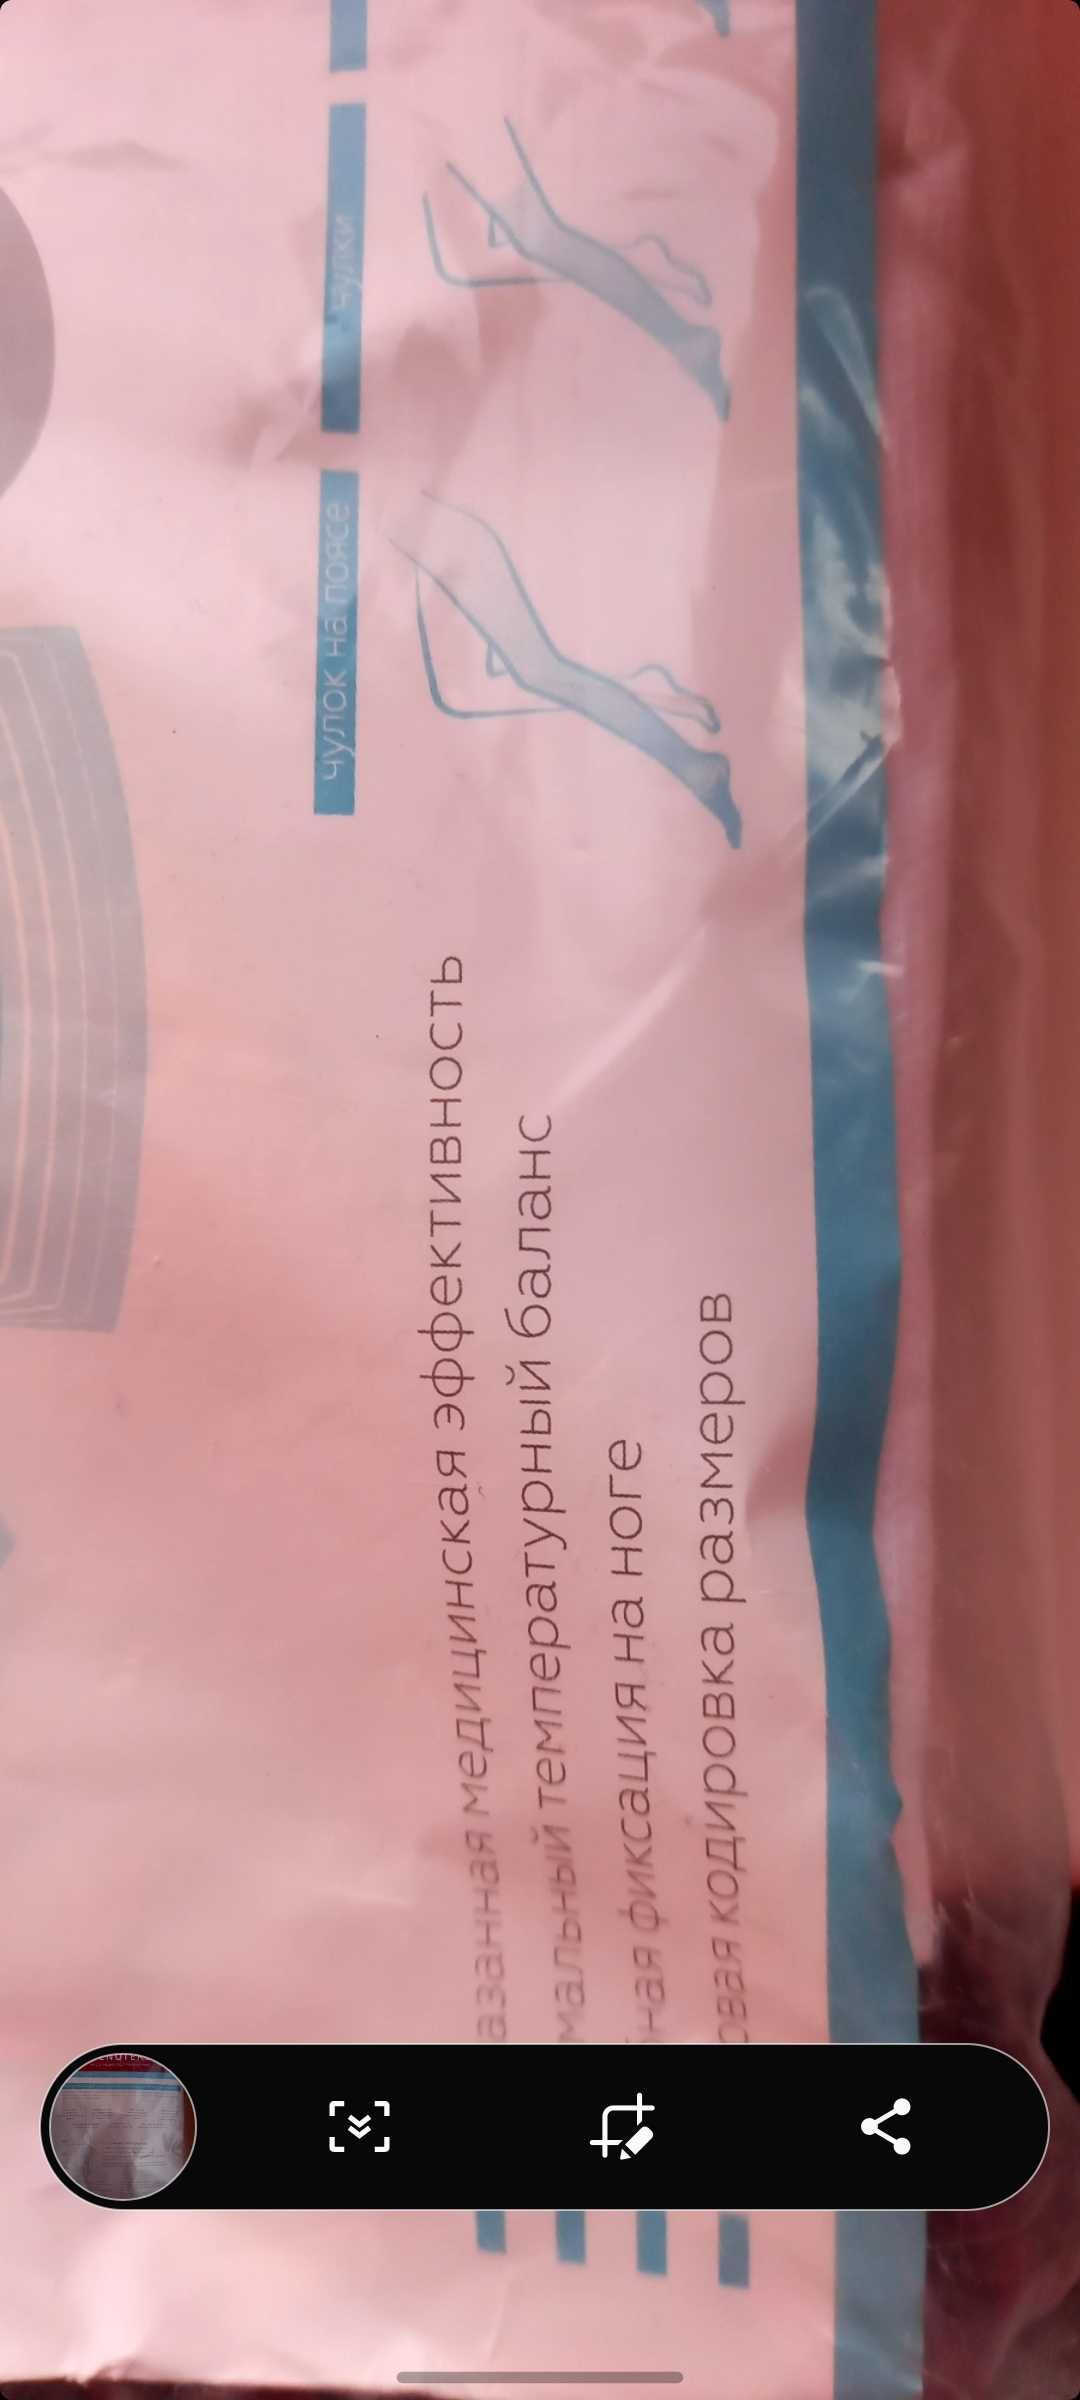 чулок на поясе
чулки
азанная медицинская эффективность
мальный температурный баланс
ная фиксация на ноге
овая кодировка размеров